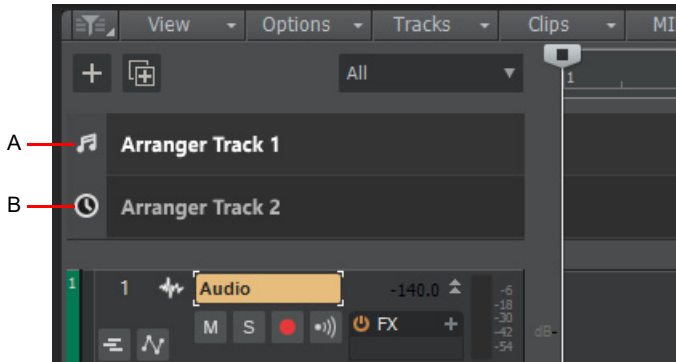 View Options Tracks Clips MI
All
1
A Arranger Track 1
B Arranger Track 2
1 1 Audio -140.0 -6
-18
M S FX + -30
-42 dB-
-54